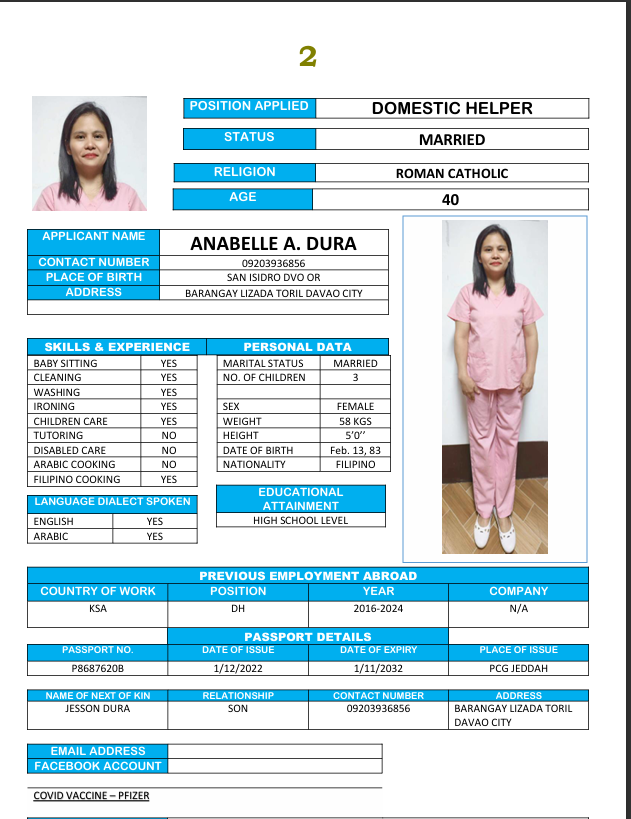 2
POSITION APPLIED DOMESTIC HELPER
STATUS MARRIED
RELIGION ROMAN CATHOLIC
AGE 40
APPLICANT NAME ANABELLE A. DURA
CONTACT NUMBER 09203936856
PLACE OF BIRTH SAN ISIDRO DVO OR
ADDRESS BARANGAY LIZADA TORIL DAVAO CITY
SKILLS & EXPERIENCE
BABY SITTING YES
CLEANING YES
WASHING YES
IRONING YES
CHILDREN CARE YES
TUTORING NO
DISABLED CARE NO
ARABIC COOKING NO
FILIPINO COOKING YES
LANGUAGE DIALECT SPOKEN
ENGLISH YES
ARABIC YES
PERSONAL DATA
MARITAL STATUS MARRIED
NO. OF CHILDREN 3
SEX FEMALE
WEIGHT 58 KGS
HEIGHT 5’0’’
DATE OF BIRTH Feb. 13, 83
NATIONALITY FILIPINO
EDUCATIONAL
ATTAINMENT
HIGH SCHOOL LEVEL
PREVIOUS EMPLOYMENT ABROAD
COUNTRY OF WORK POSITION YEAR COMPANY
KSA DH 2016-2024 N/A
PASSPORT DETAILS
PASSPORT NO. DATE OF ISSUE DATE OF EXPIRY PLACE OF ISSUE
P8687620B 1/12/2022 1/11/2032 PCG JEDDAH
NAME OF NEXT OF KIN RELATIONSHIP CONTACT NUMBER ADDRESS
JESSON DURA SON 09203936856 BARANGAY LIZADA TORIL
DAVAO CITY
EMAIL ADDRESS
FACEBOOK ACCOUNT
COVID VACCINE – PFIZER